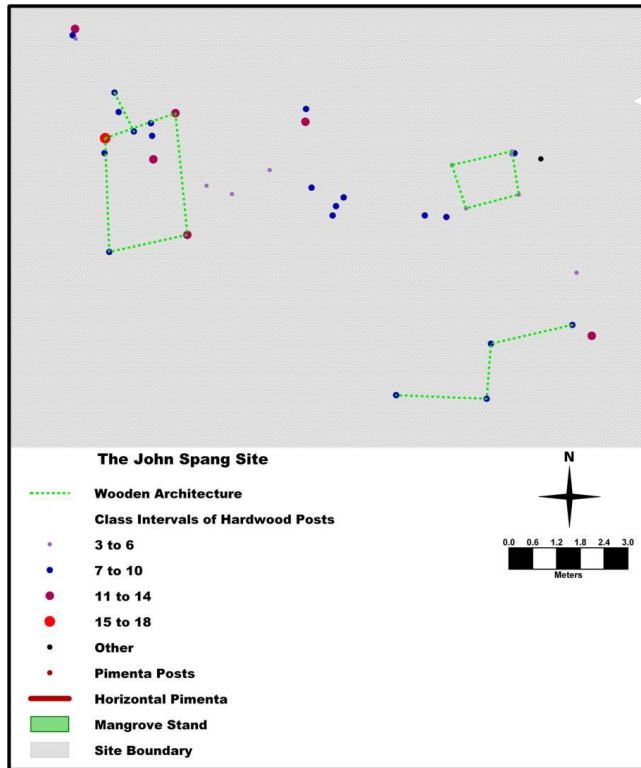 The John Spang Site
Wooden Architecture
Class Intervals of Hardwood Posts
3 to 6
7 to 10
11 to 14
15 to 18
Other
Pimenta Posts
Horizontal Pimenta
Mangrove Stand
Site Boundary
N
0.0 0.6 1.2 1.8 2.4 3.0
Meters